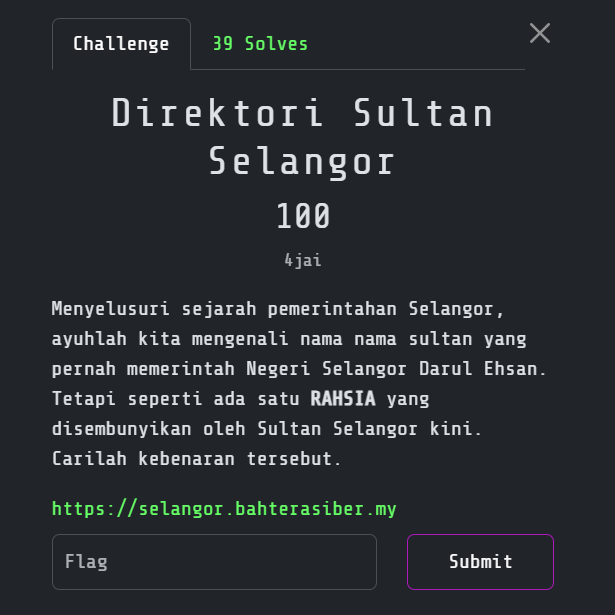 Challenge
39 Solves
Direktori Sultan
Selangor
100
4jai
Menyelusuri sejarah pemerintahan Selangor,
ayuhlah kita mengenali nama nama sultan yang
pernah memerintah Negeri Selangor Darul Ehsan.
Tetapi seperti ada satu RAHSIA yang
disembunyikan oleh Sultan Selangor kini.
Carilah kebenaran tersebut.
https://selangor.bahterasiber.my
Flag
Submit